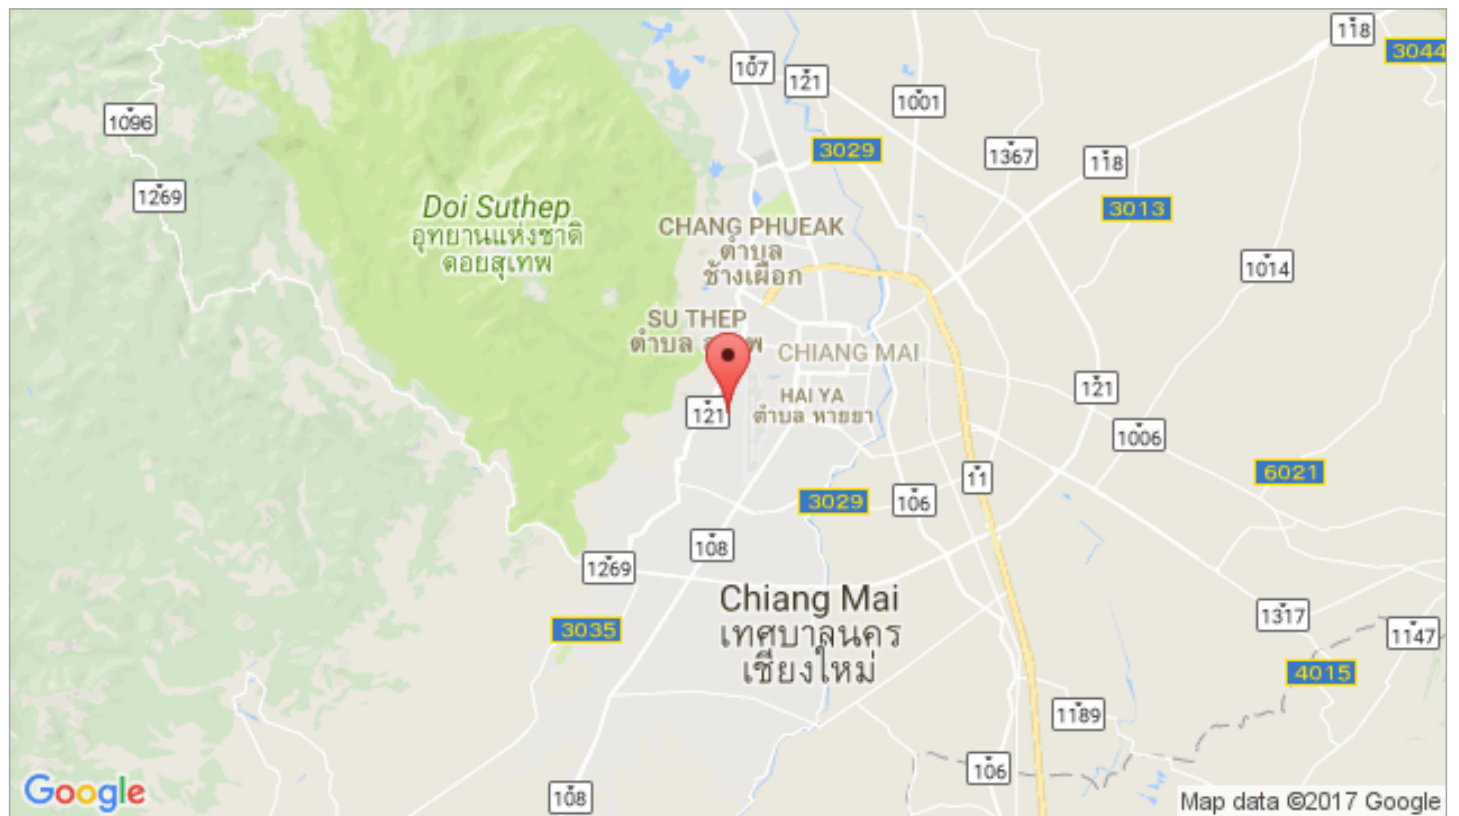 118
3044
107
121
1001
1096
3029
1367
118
1269
3013
Doi Suthep
อุทยานแห่งชาติ
ดอยสุเทพ
CHANG PHUEAK
ตำบล
ช้างเผือก
1014
SU THEP
ตำบล
CHIANG MAI
121
HAI YA
ตำบล หายยา
121
1006
6021
11
3029
106
108
1269
Chiang Mai
เทศบาลนคร
เชียงใหม่
3035
1317
1147
4015
1189
106
108
Google
Map data ©2017 Google